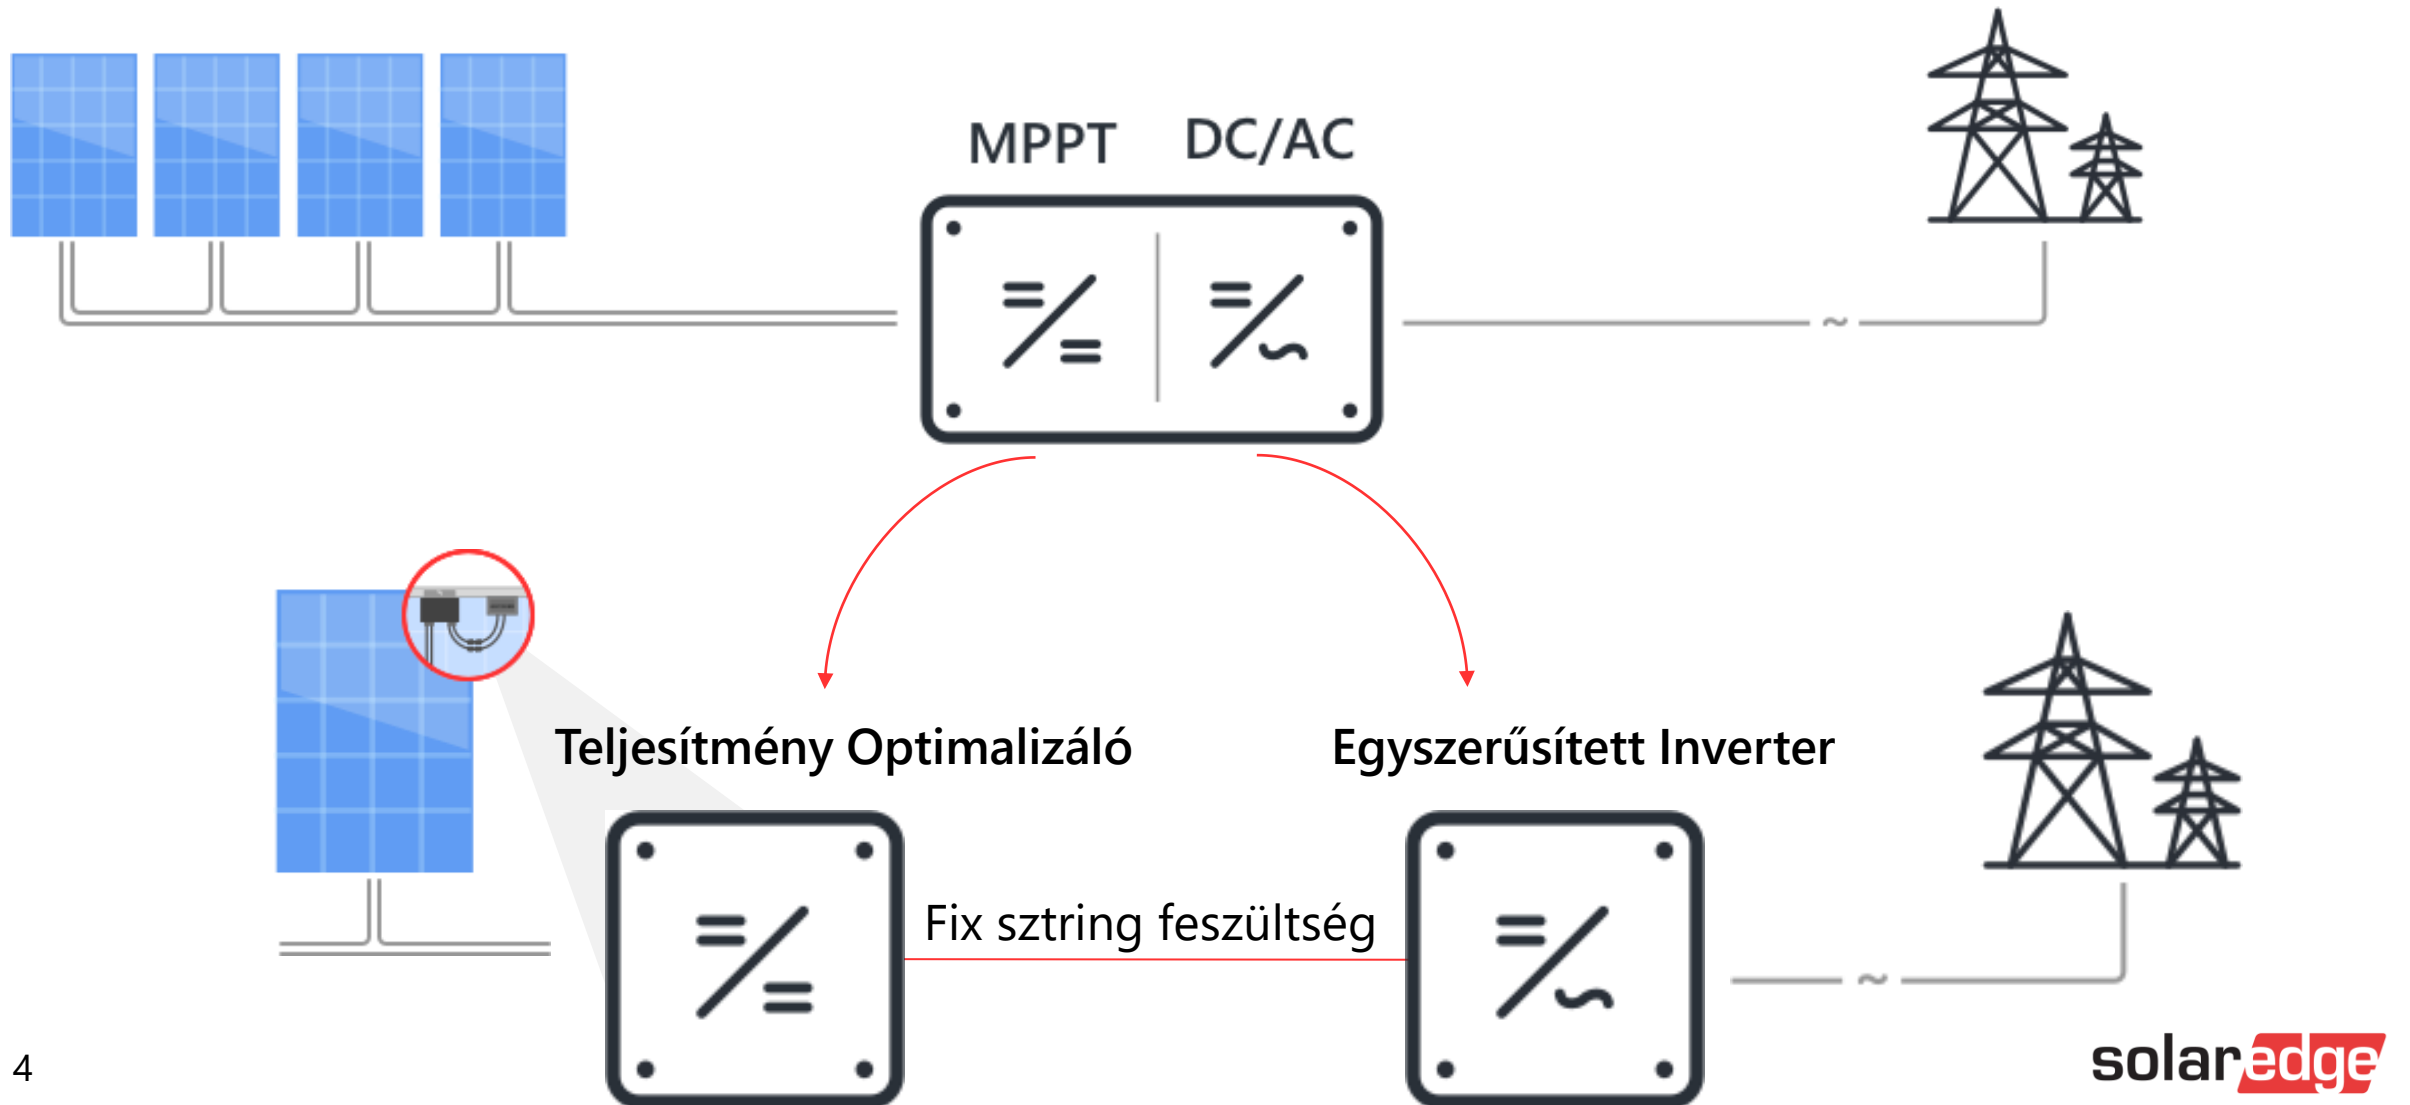 MPPT DC/AC
Teljesítmény Optimalizáló
Egyszerűsített Inverter
Fix sztring feszültség
4
solaredge